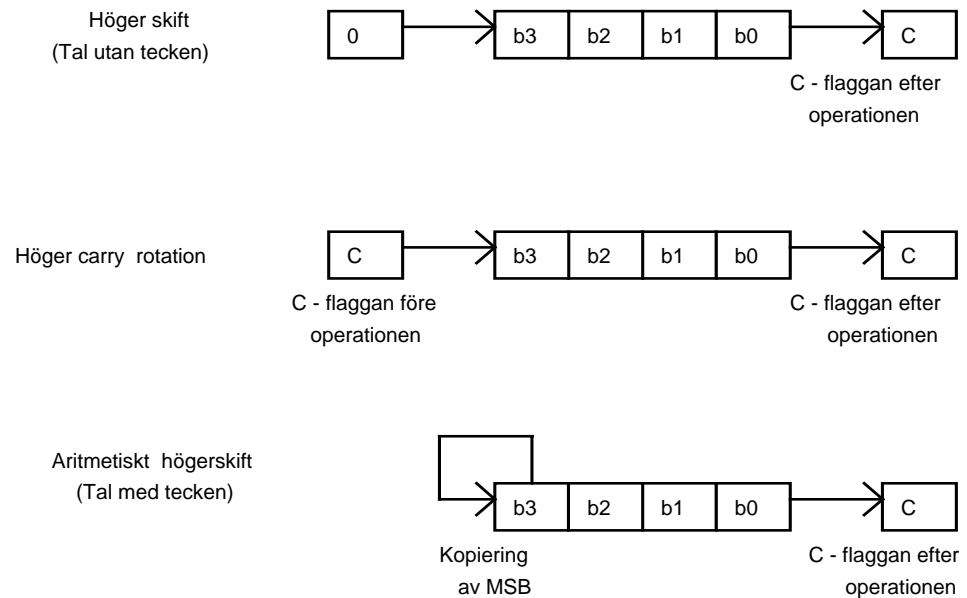 Höger skift
(Tal utan tecken)
0
b3 b2 b1 b0
C
C - flaggan efter
operationen
Höger carry rotation
C
b3 b2 b1 b0
C
C - flaggan före
operationen
C - flaggan efter
operationen
Aritmetiskt högerskift
(Tal med tecken)
b3 b2 b1 b0
C
Kopiering
av MSB
C - flaggan efter
operationen